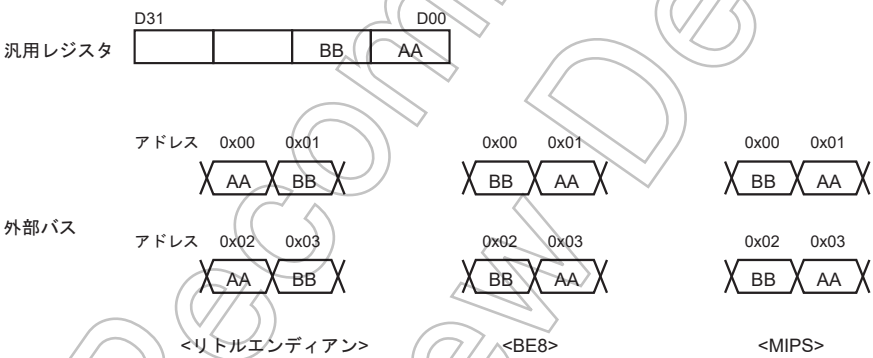 D31 D00
汎用レジスタ BB AA
アドレス 0x00 0x01 0x00 0x01 0x00 0x01
AA BB BB AA BB AA
外部バス
アドレス 0x02 0x03 0x02 0x03 0x02 0x03
AA BB BB AA BB AA
<リトルエンディアン> <BE8> <MIPS>